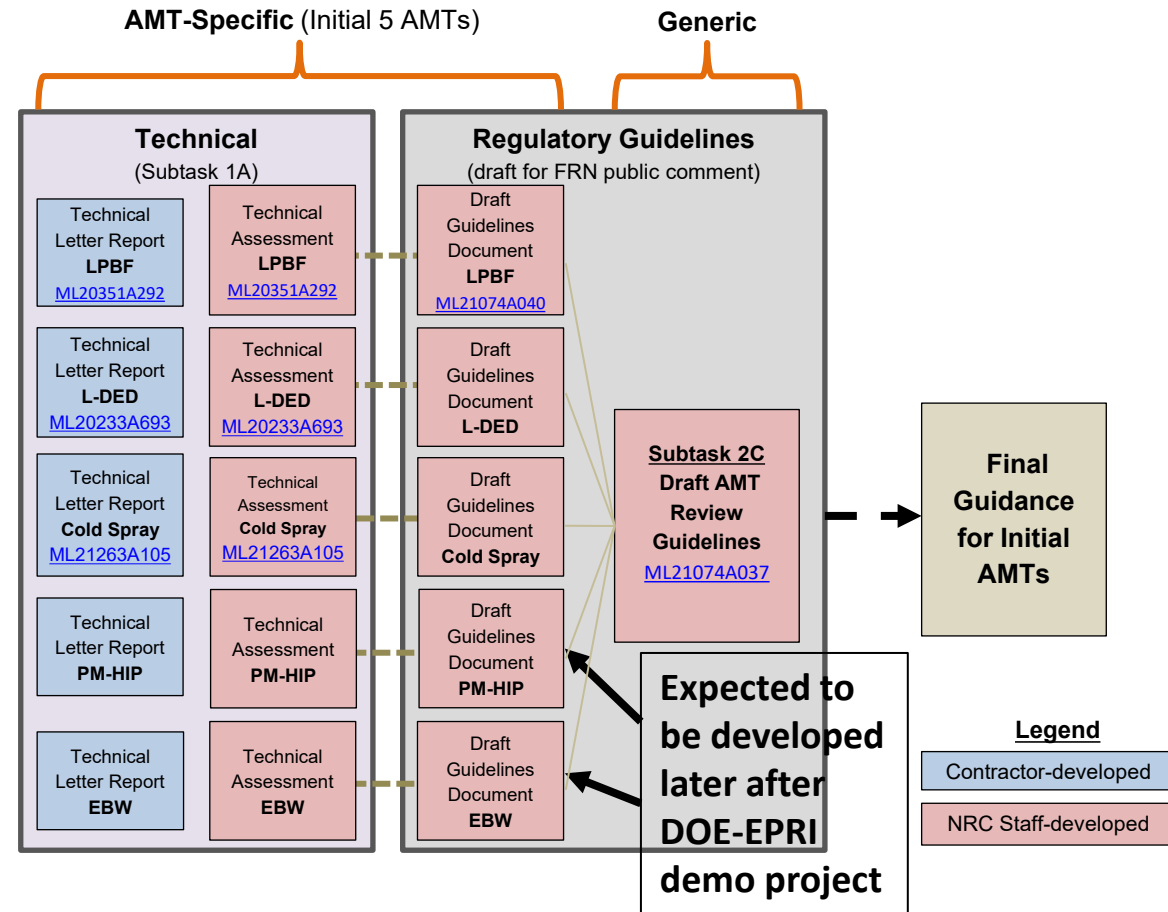 AMT-Specific (Initial 5 AMTs)
Generic
Technical
(Subtask 1A)
Regulatory Guidelines
(draft for FRN public comment)
Technical
Letter Report
LPBF
ML20351A292
Technical
Assessment
LPBF
ML20351A292
Draft
Guidelines
Document
LPBF
ML21074A040
Technical
Letter Report
L-DED
ML20233A693
Technical
Assessment
L-DED
ML20233A693
Draft
Guidelines
Document
L-DED
Technical
Letter Report
Cold Spray
ML21263A105
Technical
Assessment
Cold Spray
ML21263A105
Draft
Guidelines
Document
Cold Spray
Technical
Letter Report
PM-HIP
Technical
Assessment
PM-HIP
Draft
Guidelines
Document
PM-HIP
Technical
Letter Report
EBW
Technical
Assessment
EBW
Draft
Guidelines
Document
EBW
Subtask 2C
Draft AMT
Review
Guidelines
ML21074A037
Final
Guidance
for Initial
AMTs
Expected to
be developed
later after
DOE-EPRI
demo project
Legend
Contractor-developed
NRC Staff-developed